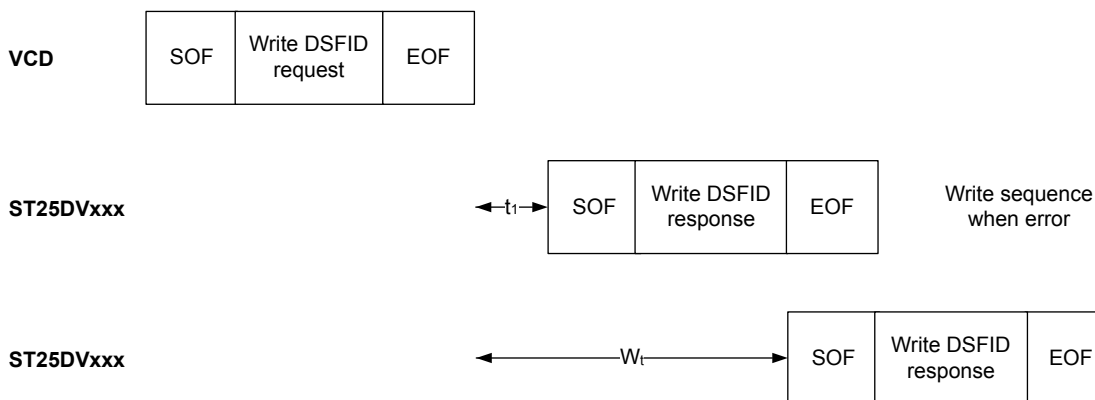 VCD
SOF
Write DSFID
request
EOF
ST25DVxxx
t1
SOF
Write DSFID
response
EOF
Write sequence
when error
ST25DVxxx
Wt
SOF
Write DSFID
response
EOF